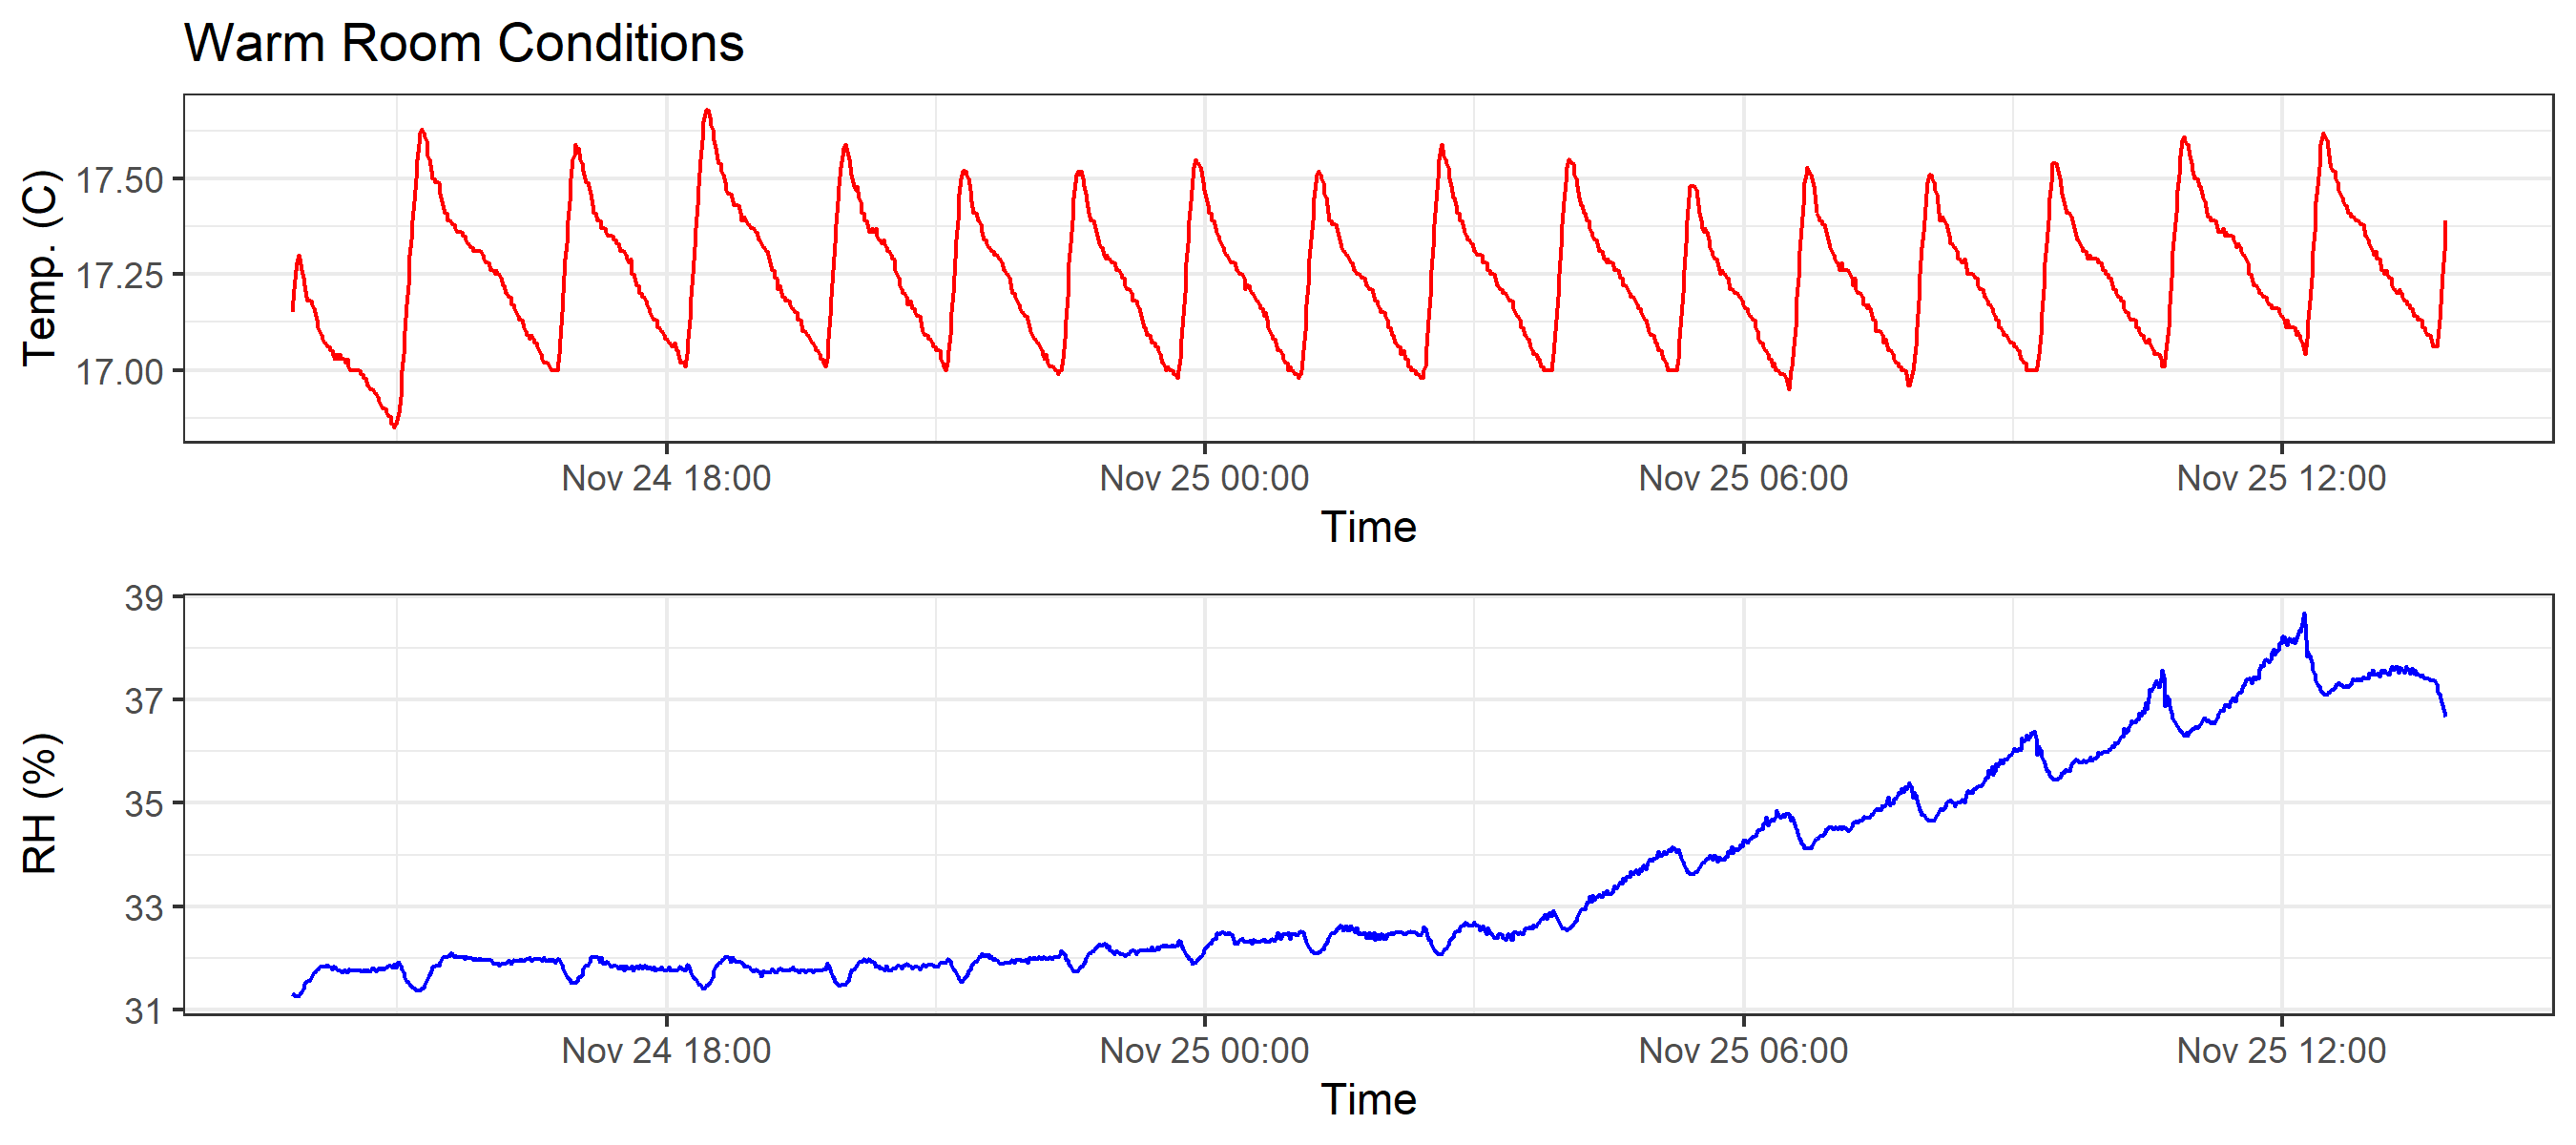 Warm Room Conditions
Temp. (C)
17.50
17.25
17.00
Nov 24 18:00 Nov 25 00:00 Nov 25 06:00 Nov 25 12:00
Time
RH (%)
39
37
35
33
31
Nov 24 18:00 Nov 25 00:00 Nov 25 06:00 Nov 25 12:00
Time